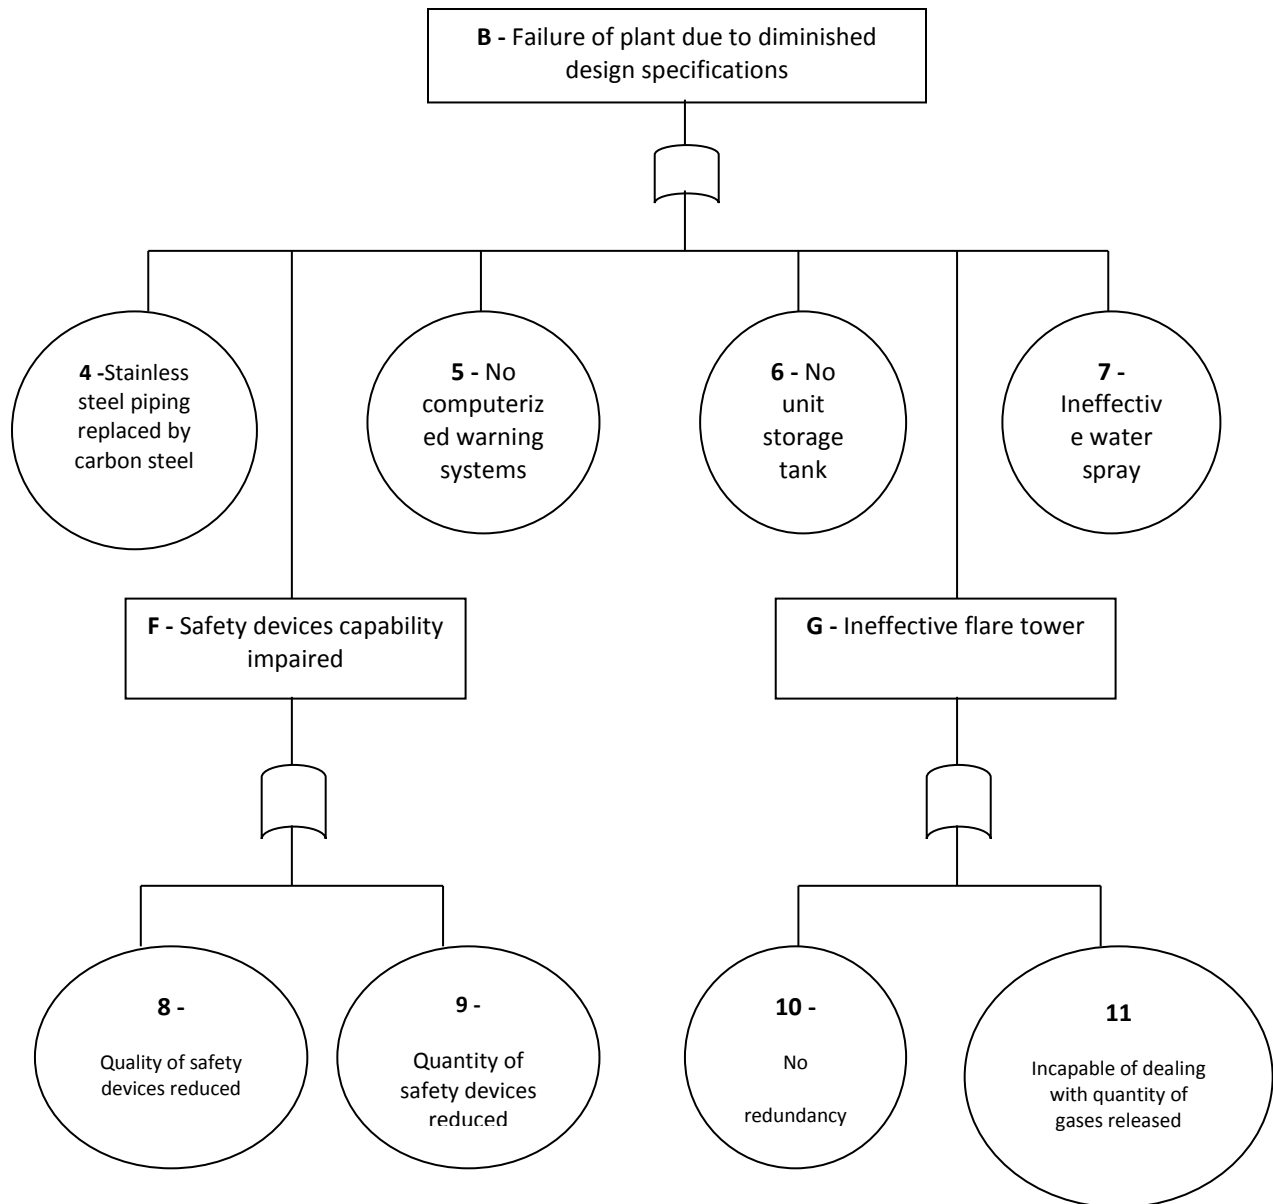 B - Failure of plant due to diminished
design specifications
4 -Stainless
steel piping
replaced by
carbon steel
5 - No
computeriz
ed warning
systems
6 - No
unit
storage
tank
7 -
Ineffectiv
e water
spray
F - Safety devices capability
impaired
G - Ineffective flare tower
8 -
Quality of safety
devices reduced
9 -
Quantity of
safety devices
reduced
10 -
No
redundancy
11
Incapable of dealing
with quantity of
gases released